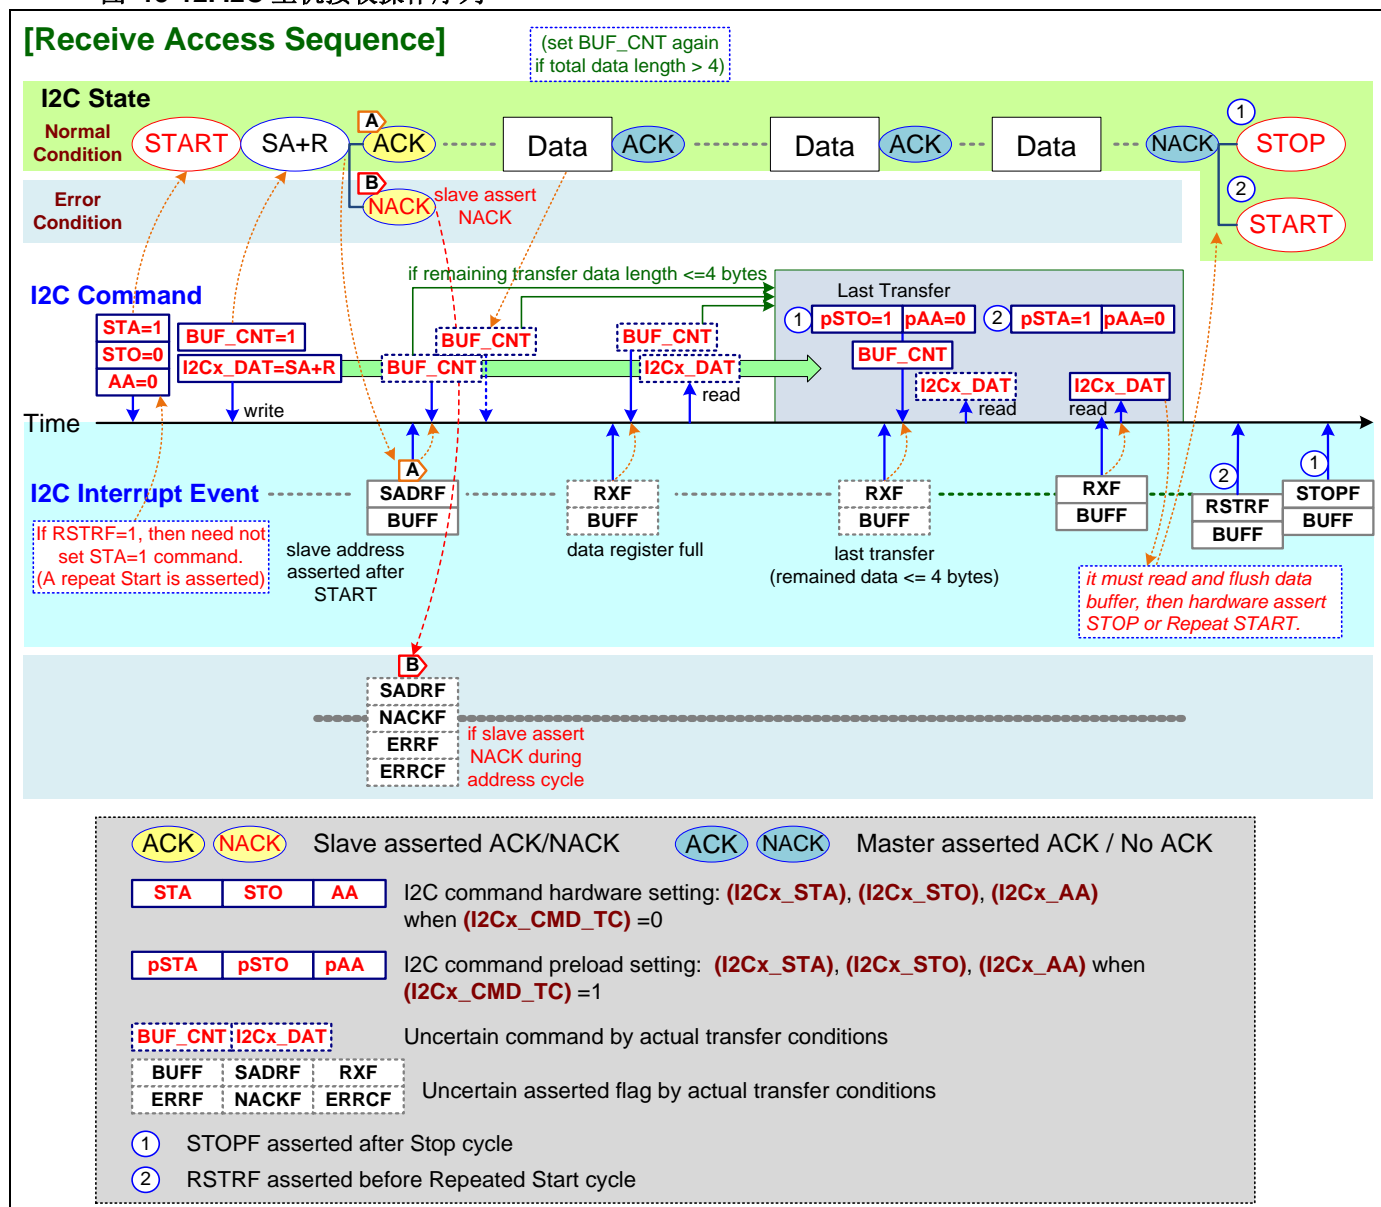 [Receive Access Sequence]
(set BUF_CNT again
if total data length > 4)
I2C State
Normal
Condition
START
SA+R
A
ACK
Data
ACK
Data
ACK
Data
NACK
1
STOP
B
NACK
slave assert
NACK
Error
Condition
2
START
if remaining transfer data length <=4 bytes
I2C Command
STA=1
STO=0
AA=0
BUF_CNT=1
I2Cx_DAT=SA+R
write
BUF_CNT
BUF_CNT
BUF_CNT
I2Cx_DAT
read
Last Transfer
1
pSTO=1
pAA=0
BUF_CNT
I2Cx_DAT
read
2
pSTA=1
pAA=0
I2Cx_DAT
read
Time
I2C Interrupt Event
A
SADRF
BUFF
slave address
asserted after
START
RXF
BUFF
data register full
RXF
BUFF
last transfer
(remained data <= 4 bytes)
RXF
BUFF
2
RSTRF
BUFF
1
STOPF
BUFF
If RSTRF=1, then need not
set STA=1 command.
(A repeat Start is asserted)
it must read and flush data
buffer, then hardware assert
STOP or Repeat START.
B
SADRF
NACKF
ERRF
ERRCF
if slave assert
NACK during
address cycle
ACK NACK Slave asserted ACK/NACK ACK NACK Master asserted ACK / No ACK
STA STO AA I2C command hardware setting: (I2Cx_STA), (I2Cx_STO), (I2Cx_AA)
when (I2Cx_CMD_TC) =0
pSTA pSTO pAA I2C command preload setting: (I2Cx_STA), (I2Cx_STO), (I2Cx_AA) when
(I2Cx_CMD_TC) =1
BUF_CNT I2Cx_DAT Uncertain command by actual transfer conditions
BUFF SADRF RXF
ERRF NACKF ERRCF
Uncertain asserted flag by actual transfer conditions
1 STOPF asserted after Stop cycle
2 RSTRF asserted before Repeated Start cycle